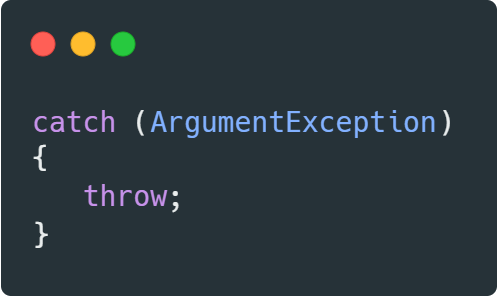 catch (ArgumentException)
{
   throw;
}